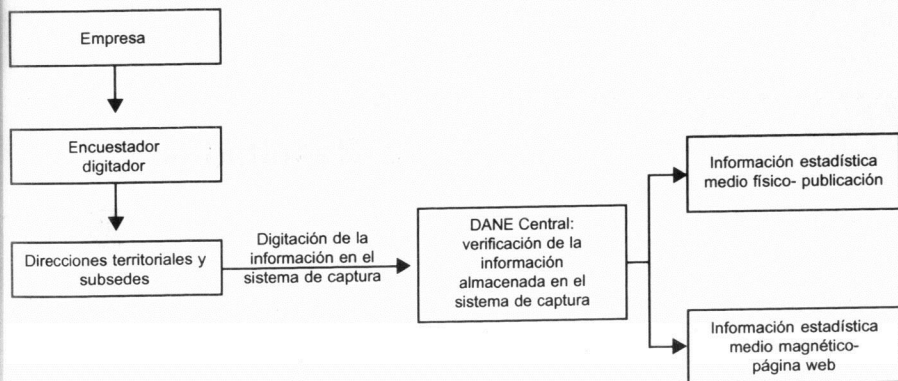 Empresa
Encuestador
digitador
Direcciones territoriales y
subsedes
Digitación de la
información en el
sistema de captura
DANE Central:
verificación de la
información
almacenada en el
sistema de captura
Información estadística
medio físico- publicación
Información estadística
medio magnético-
página web